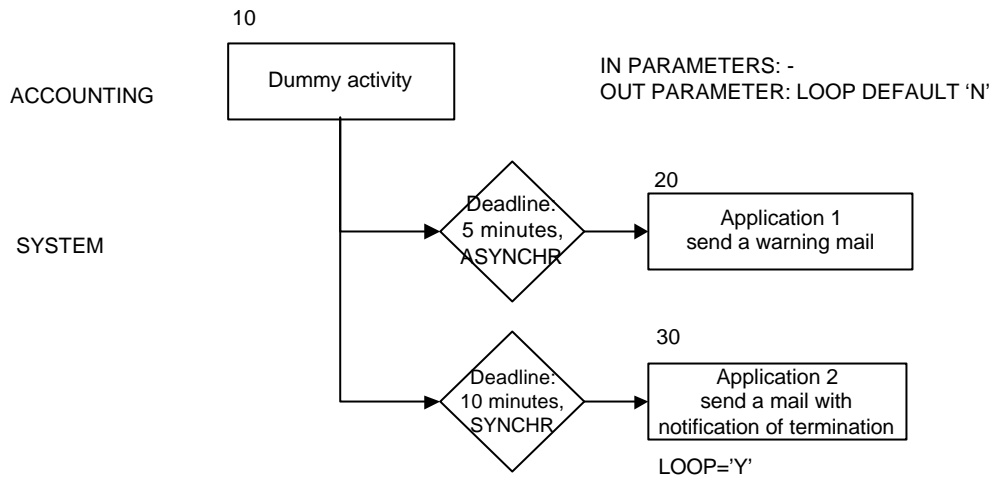 10
Dummy activity
ACCOUNTING
IN PARAMETERS: -
OUT PARAMETER: LOOP DEFAULT ‘N’
SYSTEM
Deadline:
5 minutes,
ASYNCHR
20
Application 1
send a warning mail
Deadline:
10 minutes,
SYNCHR
30
Application 2
send a mail with
notification of termination
LOOP=’Y’